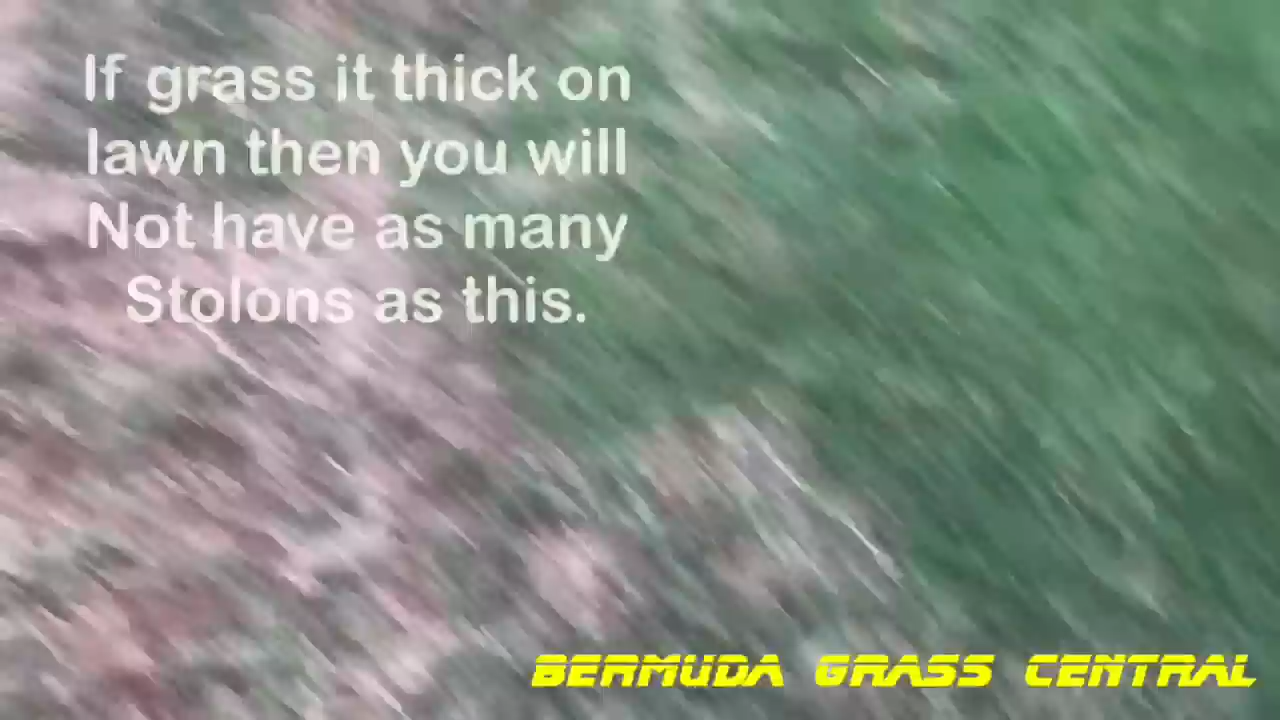 If grass it thick on
lawn then you will
Not have as many
Stolons as this.
BERMUDA GRASS CENTRAL